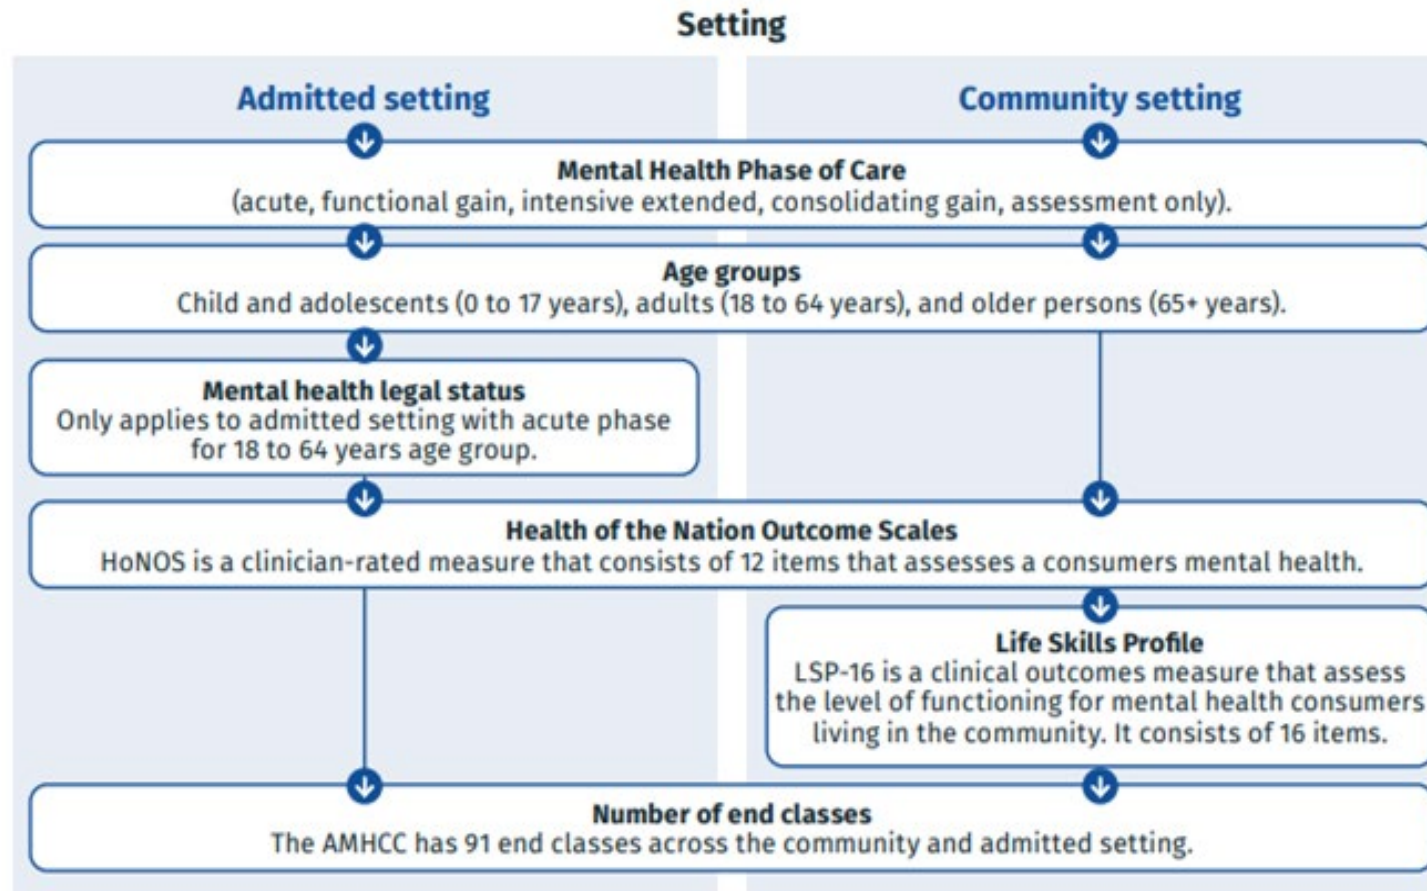 Setting
Admitted setting
Community setting
Mental Health Phase of Care
(acute, functional gain, intensive extended, consolidating gain, assessment only).
Age groups
Child and adolescents (0 to 17 years), adults (18 to 64 years), and older persons (65+ years).
Mental health legal status
Only applies to admitted setting with acute phase
for 18 to 64 years age group.
Health of the Nation Outcome Scales
HoNOS is a clinician-rated measure that consists of 12 items that assesses a consumers mental health.
Life Skills Profile
LSP-16 is a clinical outcomes measure that assess
the level of functioning for mental health consumers
living in the community. It consists of 16 items.
Number of end classes
The AMHCC has 91 end classes across the community and admitted setting.